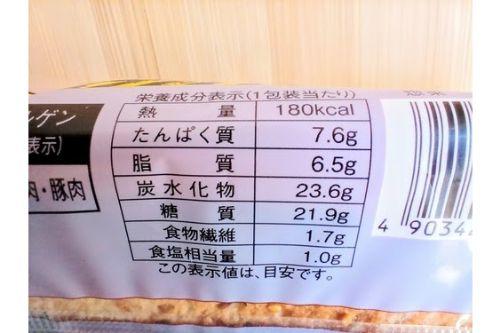 栄養成分表示(1包装当たり)
熱量 180kcal
たんぱく質 7.6g
脂質 6.5g
炭水化物 23.6g
糖質 21.9g
食物繊維 1.7g
食塩相当量 1.0g
この表示値は、目安です。
ルゲン
表示)
肉・豚肉
4 90342